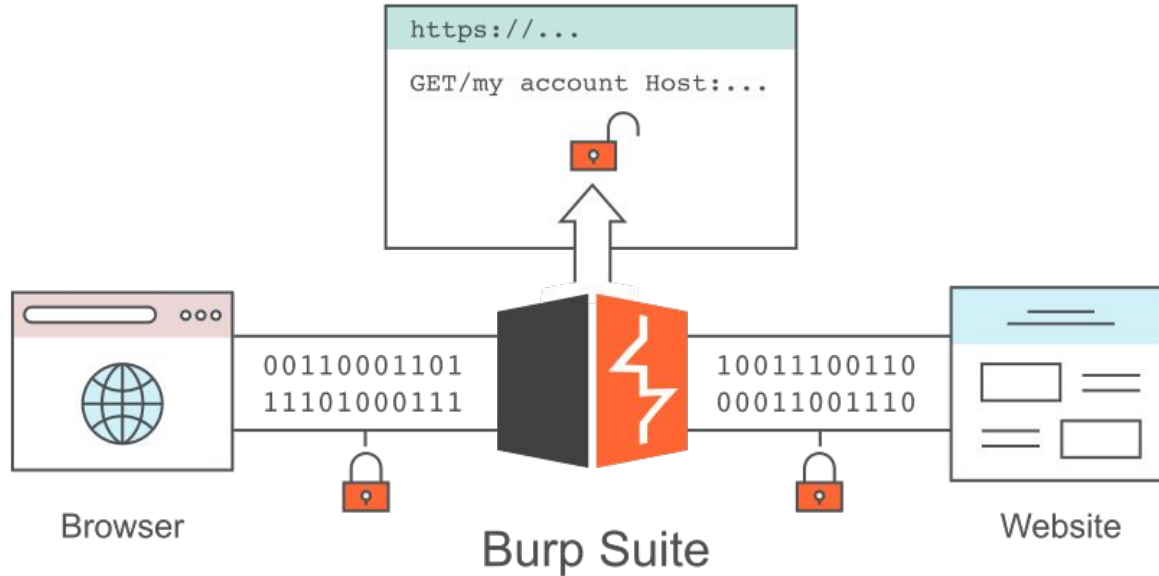 https://...
GET/my account Host:...
00110001101
11101000111
10011100110
00011001110
Browser
Burp Suite
Website